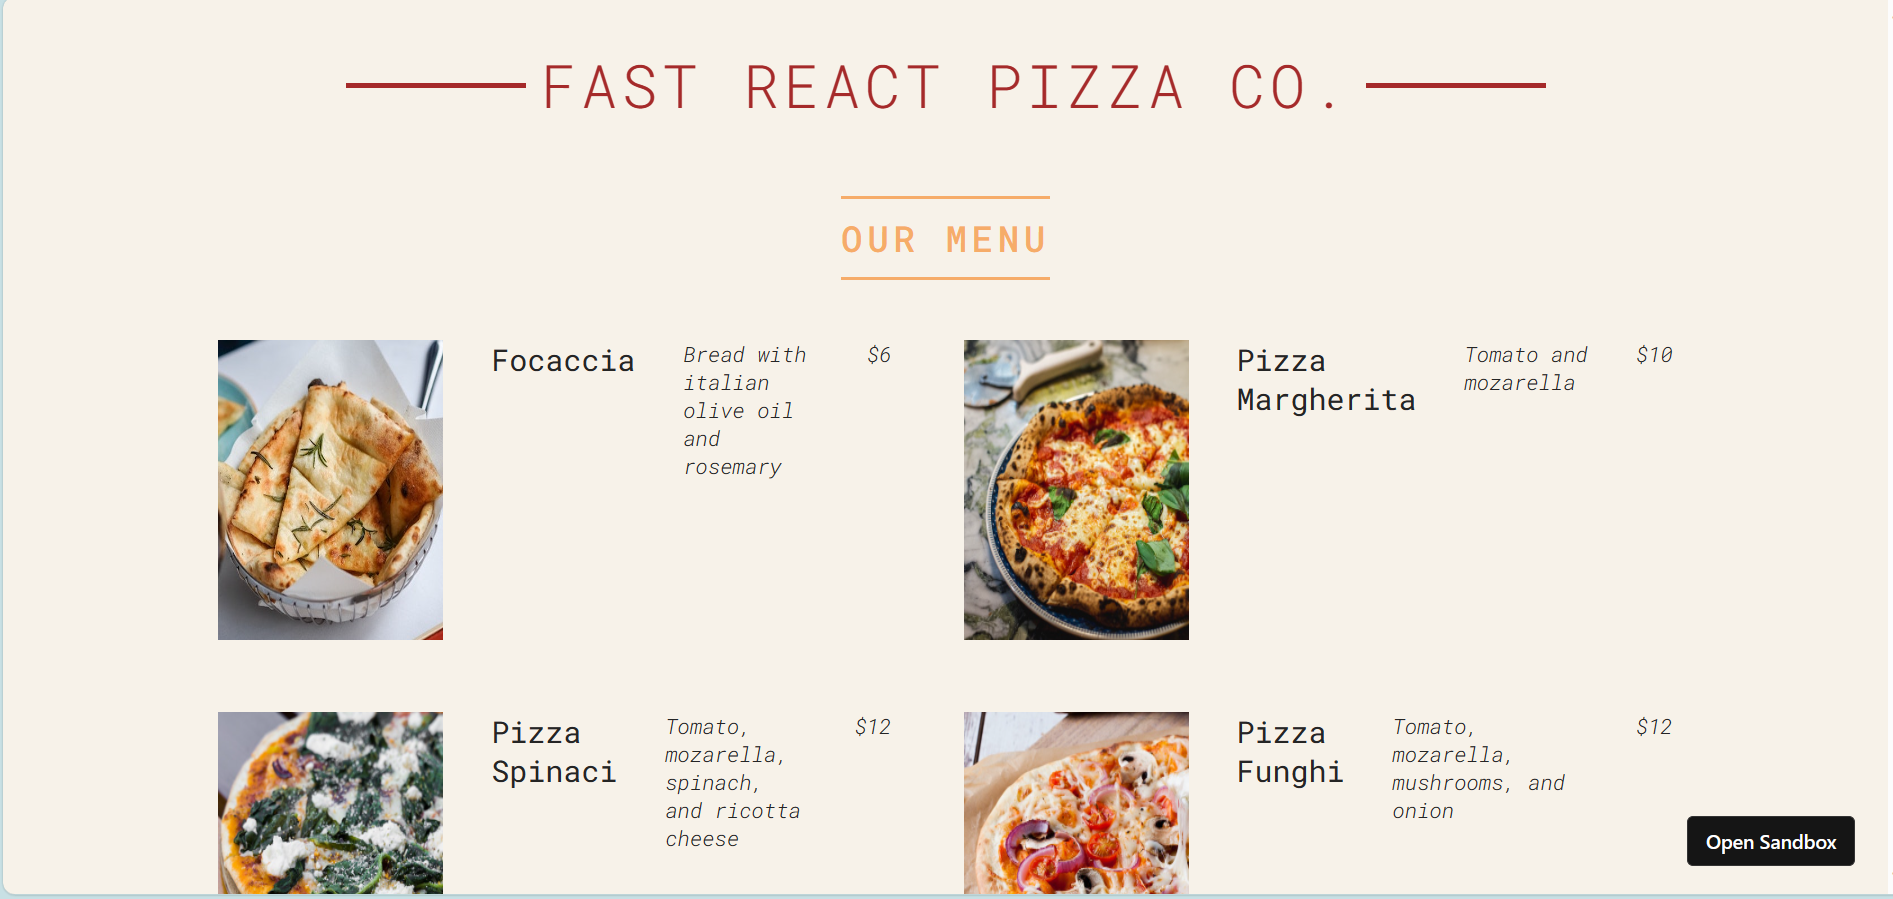 FAST REACT PIZZA CO.
OUR MENU
Focaccia
Bread with
italian
olive oil
and
rosemary
$6
Pizza
Margherita
Tomato and
mozarella
$10
Pizza
Spinaci
Tomato,
mozarella,
spinach,
and ricotta
cheese
$12
Pizza
Funghi
Tomato,
mozarella,
mushrooms, and
onion
$12
Open Sandbox